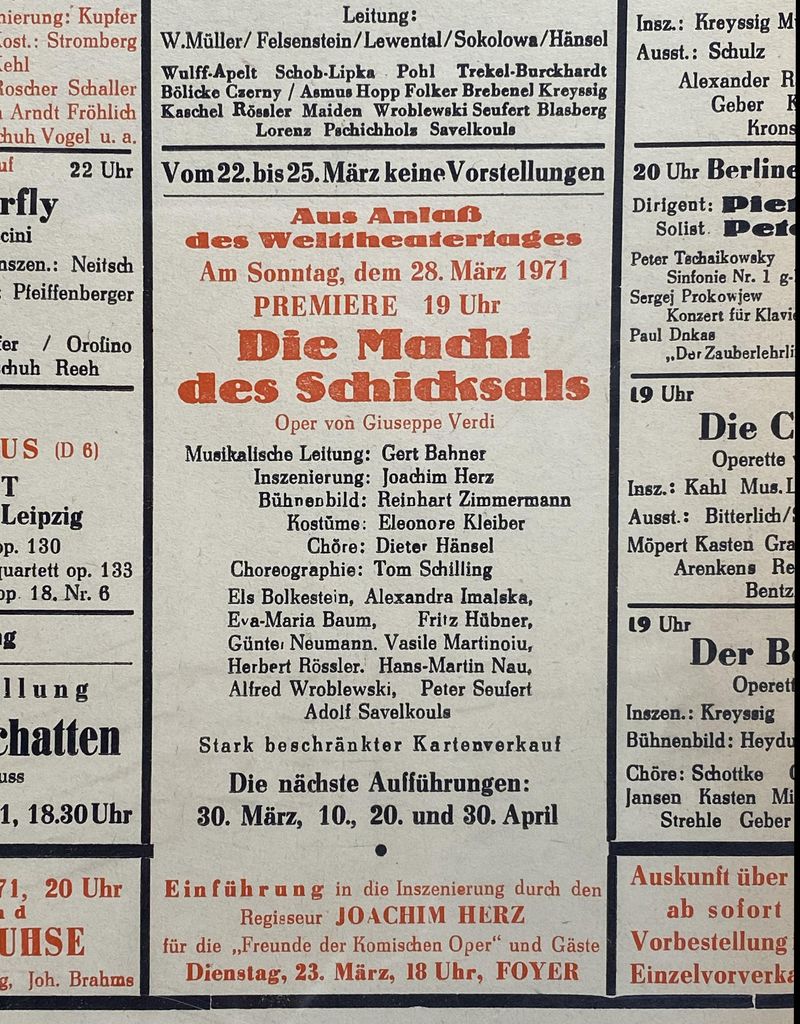 nierung: Kupfer
Kost.: Stromberg
Kehl
Roscher Schaller
Arndt Fröhlich
huh Vogel u. a.
uf
22 Uhr
rfly
cini
nszen.: Neitsch
Pfeiffenberger
fer / Orofino
chuh Reeh
US (D 6)
T
Leipzig
op. 130
uartett op. 133
op. 18. Nr. 6
g
llung
chatten
uss
1, 18.30 Uhr
71, 20 Uhr
n d
UHSE
g, Joh. Brahms
Leitung:
W.Müller/ Felsenstein/Lewental/Sokolowa/Hänsel
Wulff-Apelt Schob-Lipka Pohl Trekel-Burckhardt
Bölicke Czerny / Asmus Hopp Folker Brebenel Kreyssig
Kaschel Rössler Maiden Wroblewski Seufert Blasberg
Lorenz Pschichholz Savelkouls
Vom 22. bis 25. März keine Vorstellungen
Aus Anlaß
des Welttheatertages
Am Sonntag, dem 28. März 1971
PREMIERE 19 Uhr
Die Macht
des Schicksals
Oper von Giuseppe Verdi
Musikalische Leitung: Gert Bahner
Inszenierung: Joachim Herz
Bühnenbild: Reinhart Zimmermann
Kostüme: Eleonore Kleiber
Chöre: Dieter Hänsel
Choreographie: Tom Schilling
Els Bolkestein, Alexandra Imalska,
Eva-Maria Baum, Fritz Hübner,
Günter Neumann. Vasile Martinoiu,
Herbert Rössler. Hans-Martin Nau,
Alfred Wroblewski, Peter Seufert
Adolf Savelkouls
Stark beschränkter Kartenverkauf
Die nächste Aufführungen:
30. März, 10., 20. und 30. April
Einführung in die Inszenierung durch den
Regisseur JOACHIM HERZ
für die „Freunde der Komischen Oper" und Gäste
Dienstag, 23. März, 18 Uhr, FOYER
Insz.: Kreyssig M
Ausst.: Schulz
Alexander R
Geber K
Krons
20 Uhr Berline
Dirigent: Piet
Solist Pete
Peter Tschaikowsky
Sinfonie Nr. 1 g-
Sergej Prokowjew
Konzert für Klavie
Paul Dnkas
„Der Zauberlehrli
19 Uhr
Die C
Operette v
Insz.: Kahl Mus.L
Ausst.: Bitterlich/S
Möpert Kasten Gra
Arenkens Re
Bentz
19 Uhr
Der B
Operett
Inszen.: Kreyssig
Bühnenbild: Heydu
Chöre: Schottke
Jansen Kasten Mi
Strehle Geber
Auskunft über
ab sofort
Vorbestellung
Einzelvorverka